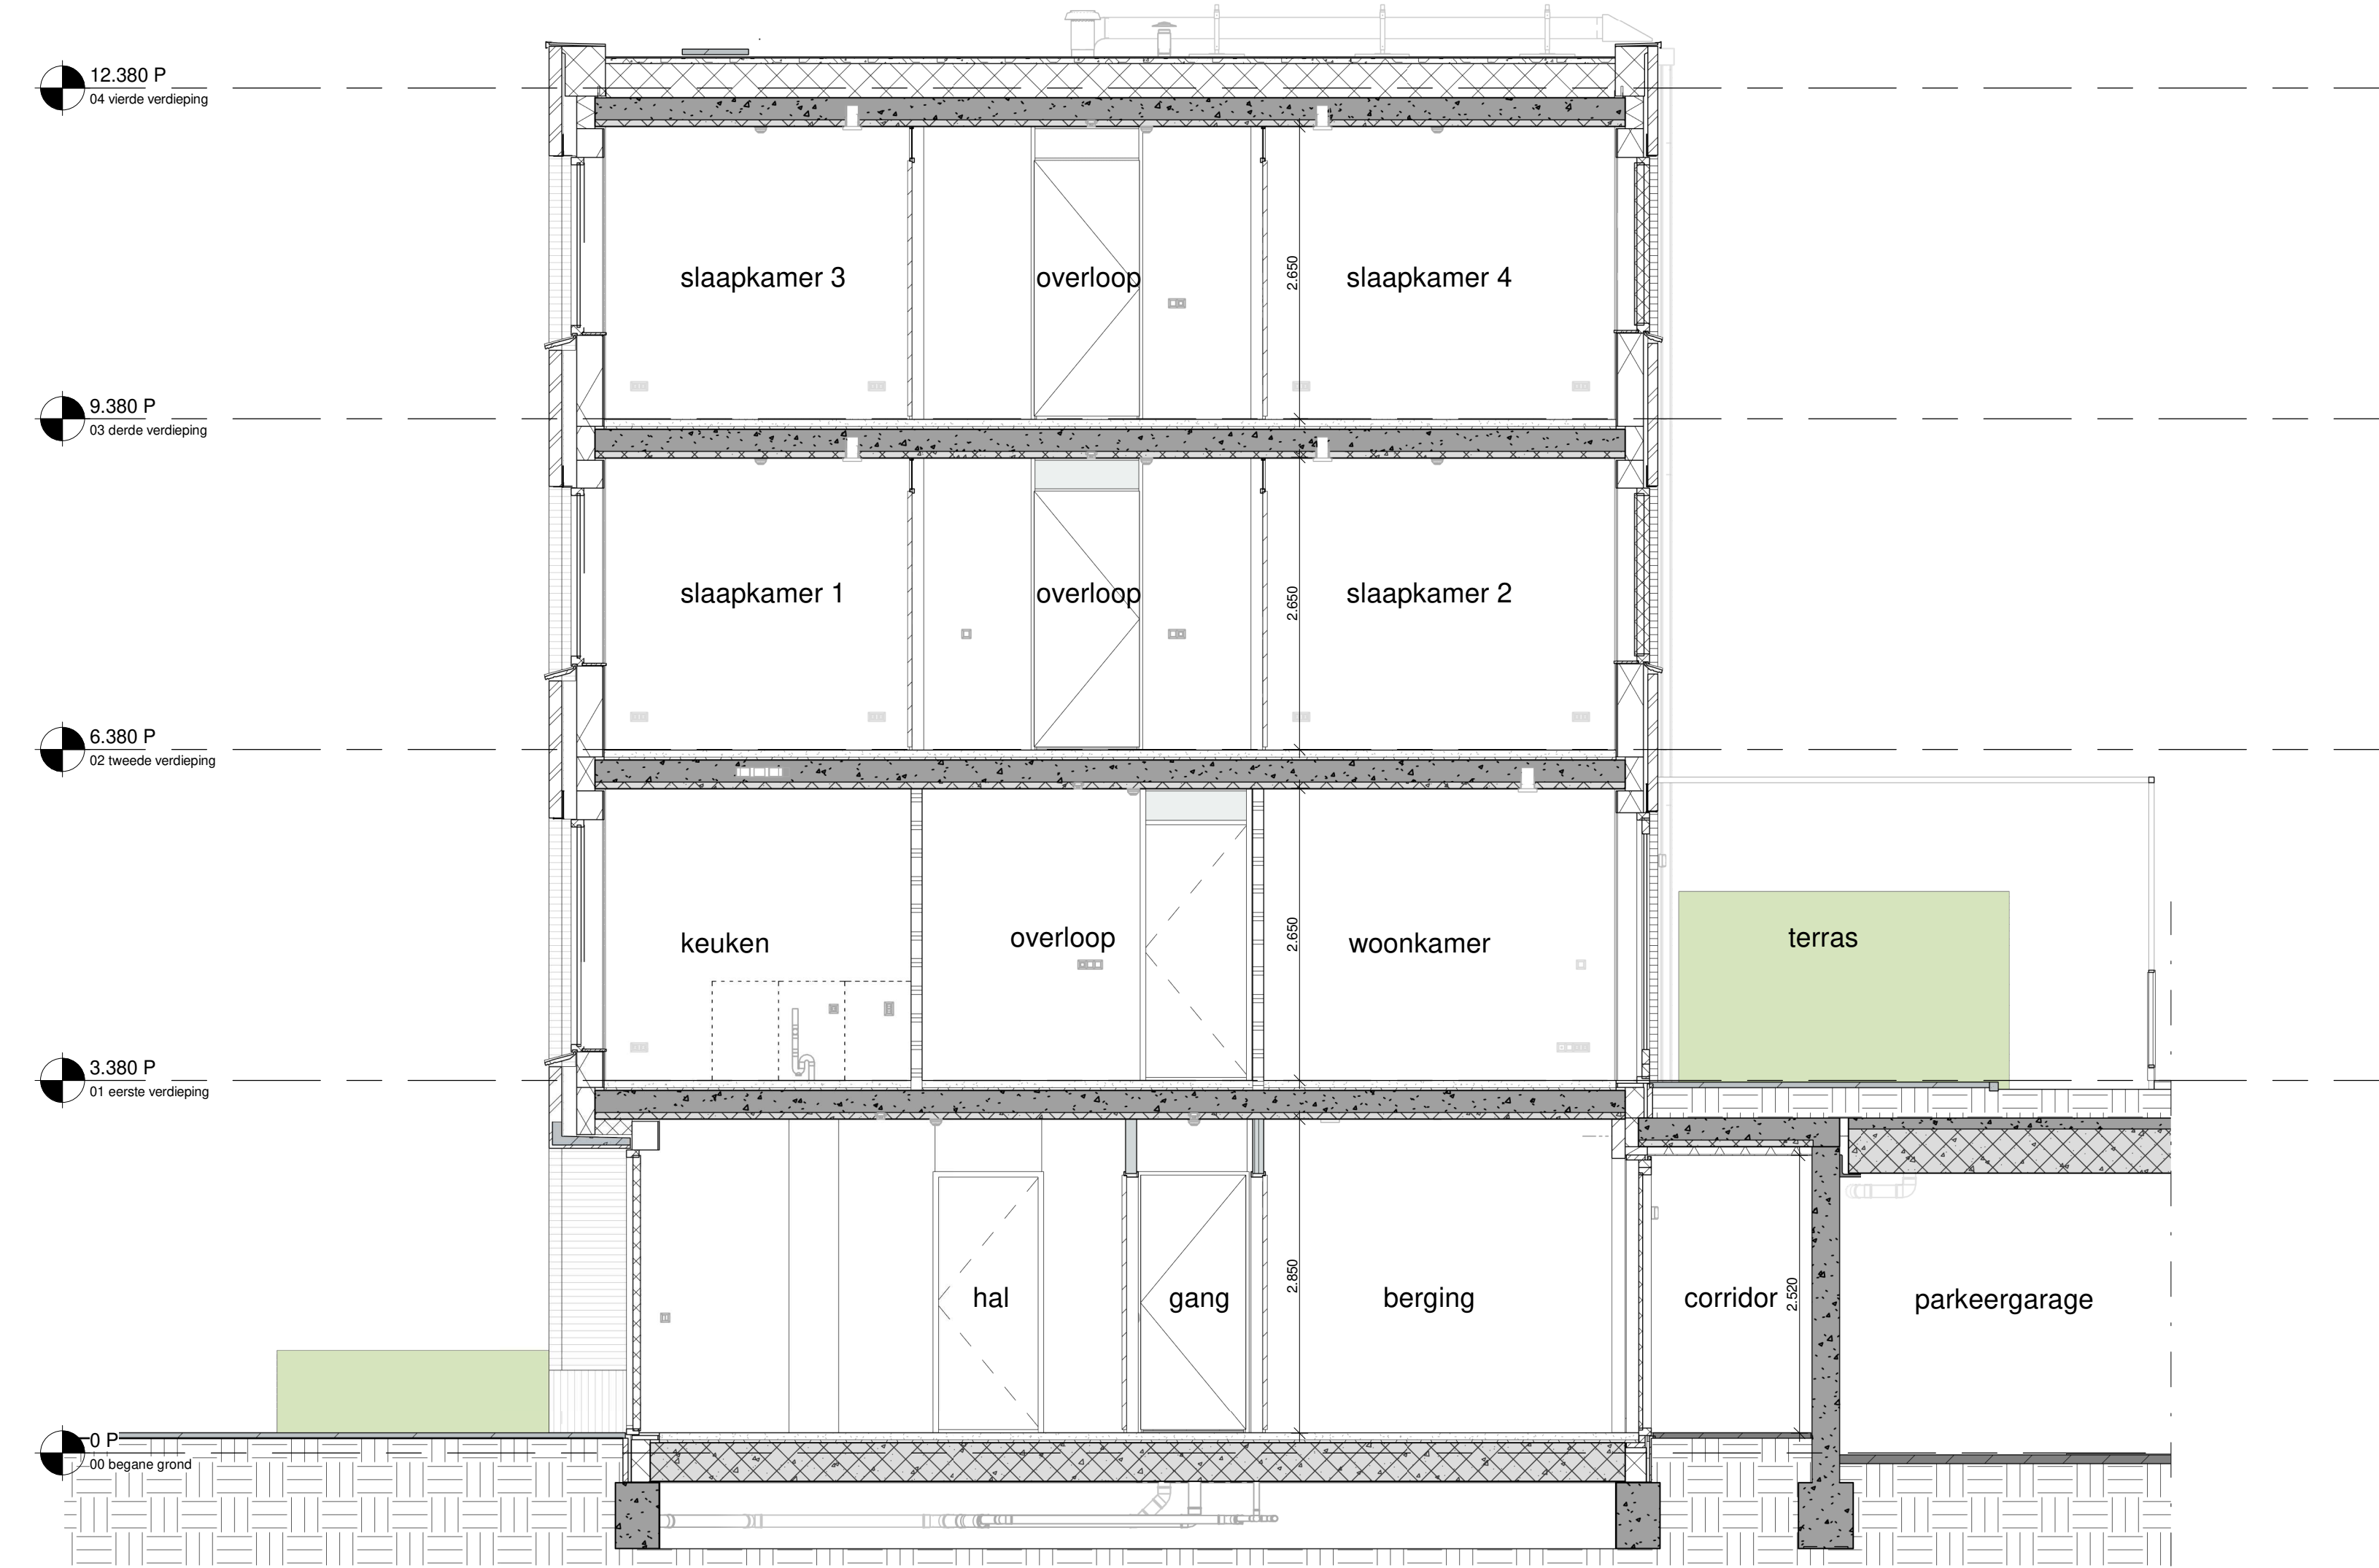 12.380 P
04 vierde verdieping
slaapkamer 3
overloop
2.650
slaapkamer 4
9.380 P
03 derde verdieping
slaapkamer 1
overloop
2.650
slaapkamer 2
6.380 P
02 tweede verdieping
keuken
overloop
2.650
woonkamer
terras
3.380 P
01 eerste verdieping
hal
gang
2.850
berging
corridor
2.520
parkeergarage
0 P
00 begane grond